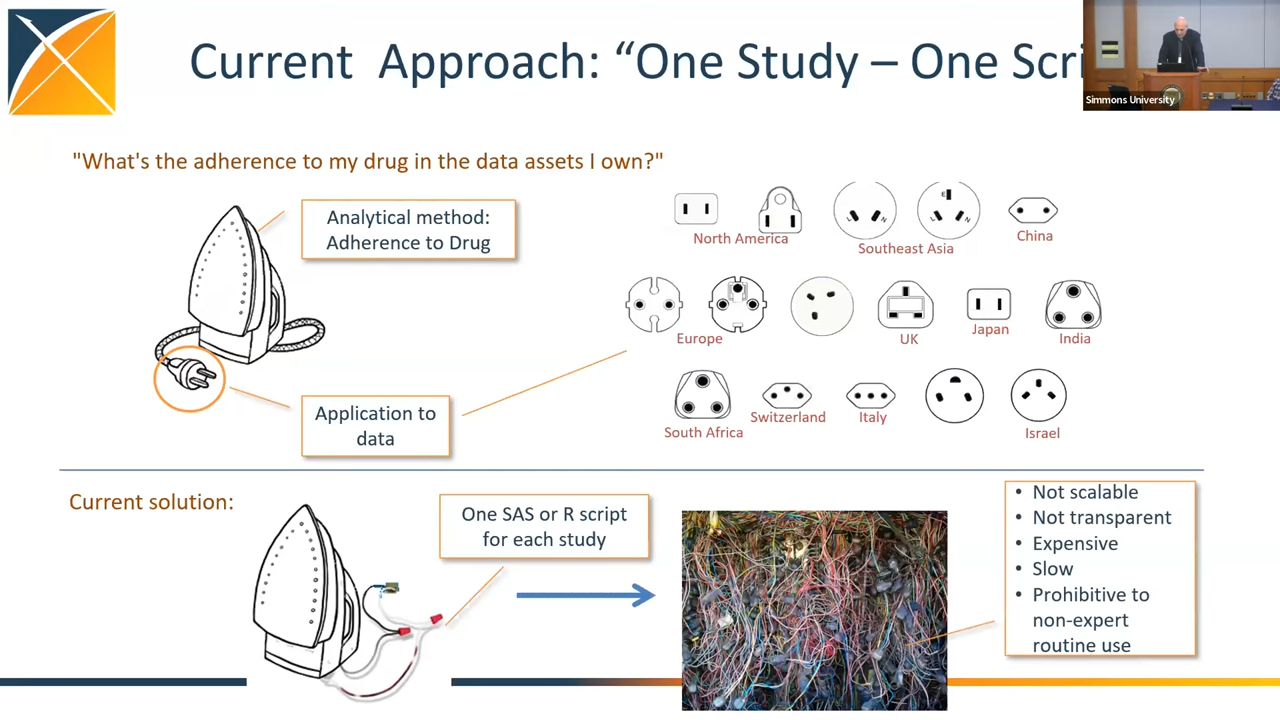 Current Approach: “One Study – One Scri
Simmons University
"What's the adherence to my drug in the data assets I own?"
Analytical method:
Adherence to Drug
North America
Southeast Asia
China
Europe
UK
Japan
India
Application to
data
South Africa
Switzerland
Italy
Israel
Current solution:
One SAS or R script
for each study
• Not scalable
• Not transparent
• Expensive
• Slow
• Prohibitive to
non-expert
routine use